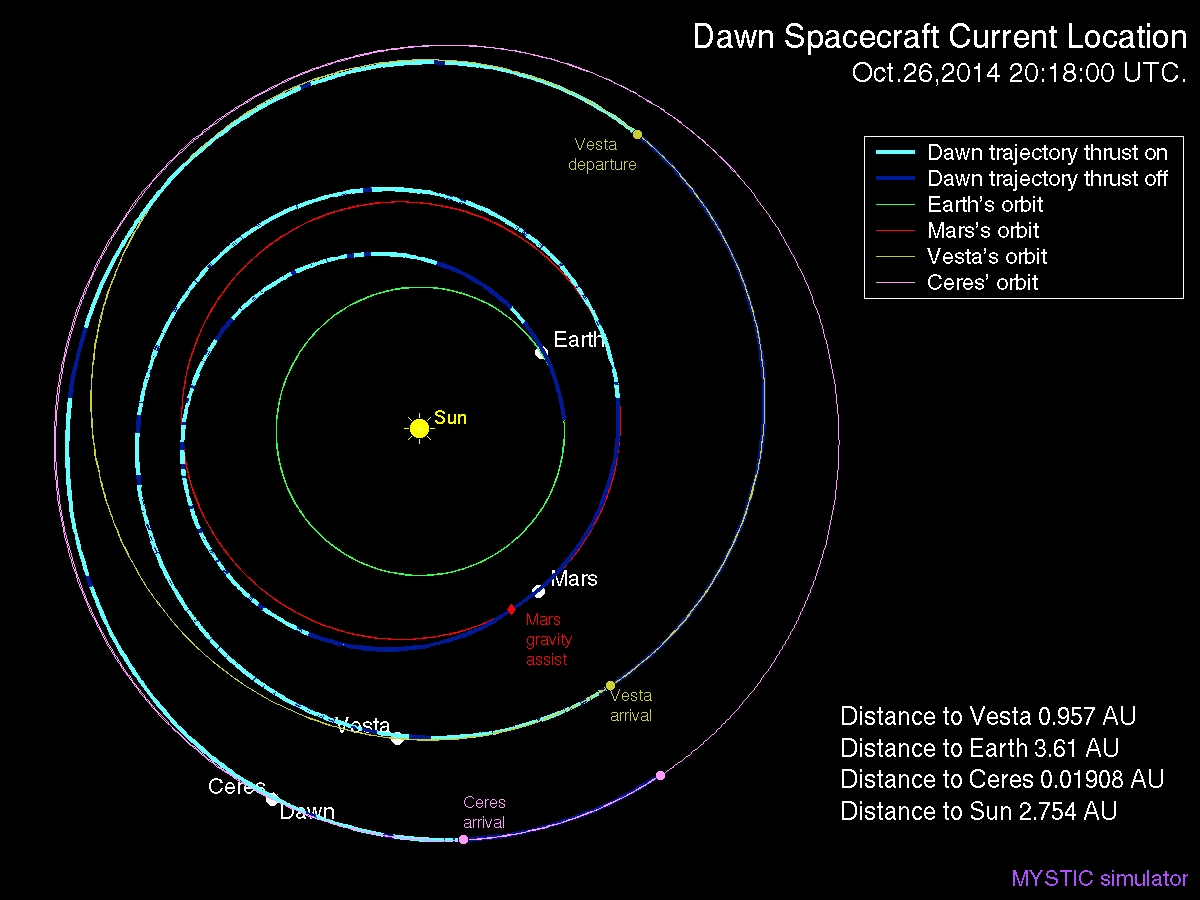 Dawn Spacecraft Current Location
Oct.26,2014 20:18:00 UTC.
Dawn trajectory thrust on
Dawn trajectory thrust off
Earth's orbit
Mars's orbit
Vesta's orbit
Ceres' orbit
Vesta
departure
Earth
Sun
Mars
Mars
gravity
assist
Vesta
arrival
Vesta
Ceres
Dawn
Ceres
arrival
Distance to Vesta 0.957 AU
Distance to Earth 3.61 AU
Distance to Ceres 0.01908 AU
Distance to Sun 2.754 AU
MYSTIC simulator